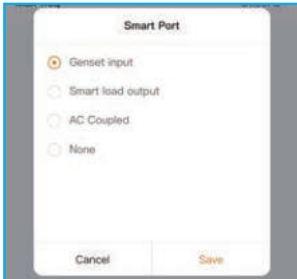 Smart Port
Genset input
Smart load output
AC Coupled
None
Cancel Save